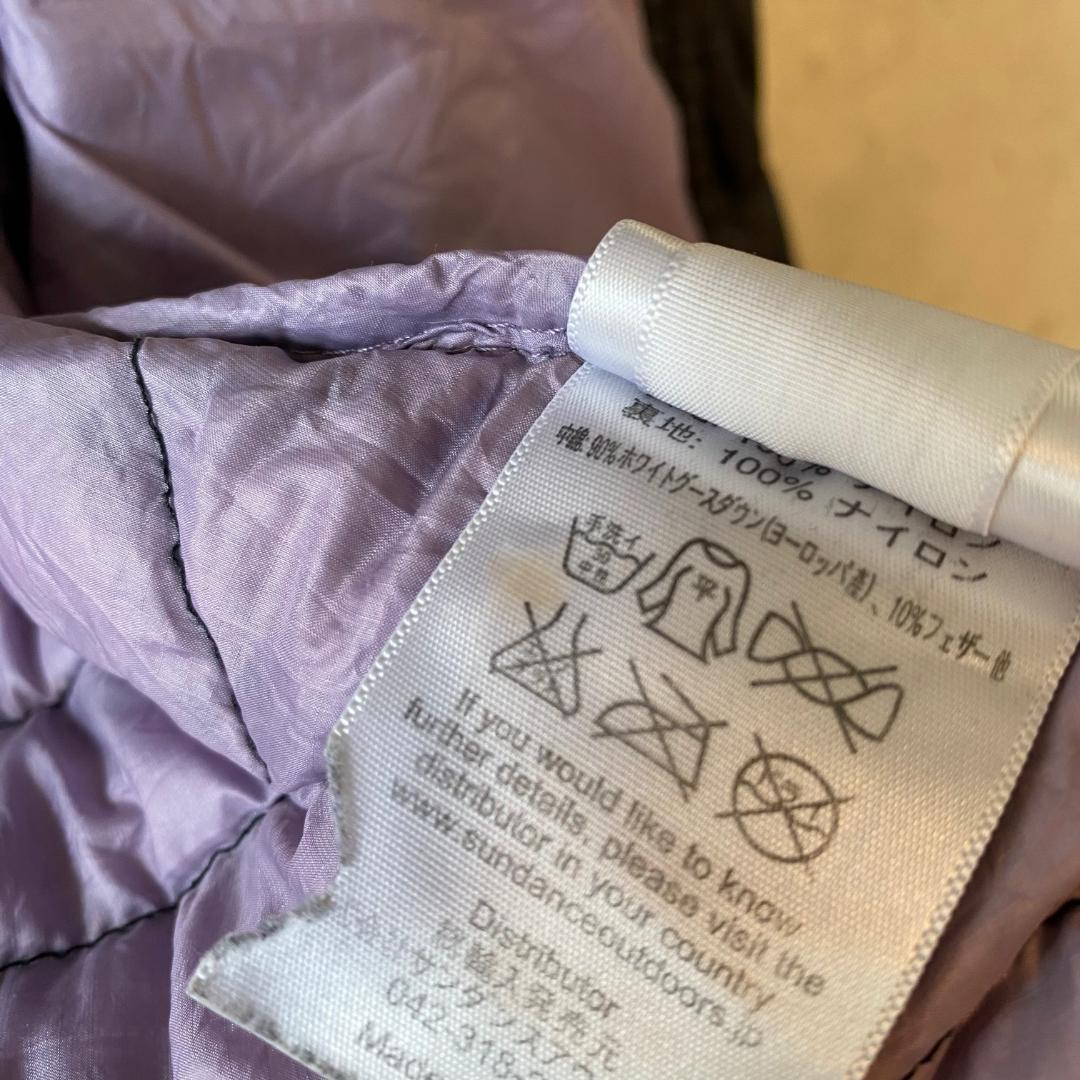 100%
裏地: 100% ナイロン
中綿: 90%ホワイトグースダウン(ヨーロッパ産)、10%フェザー他
手洗イ
30
中性
平
If you would like to know
further details, please visit the
distributor in your country
www.sundanceoutdoors.jp
Distributor
輸入発売元
サンダンスアウ
042-318-
Made